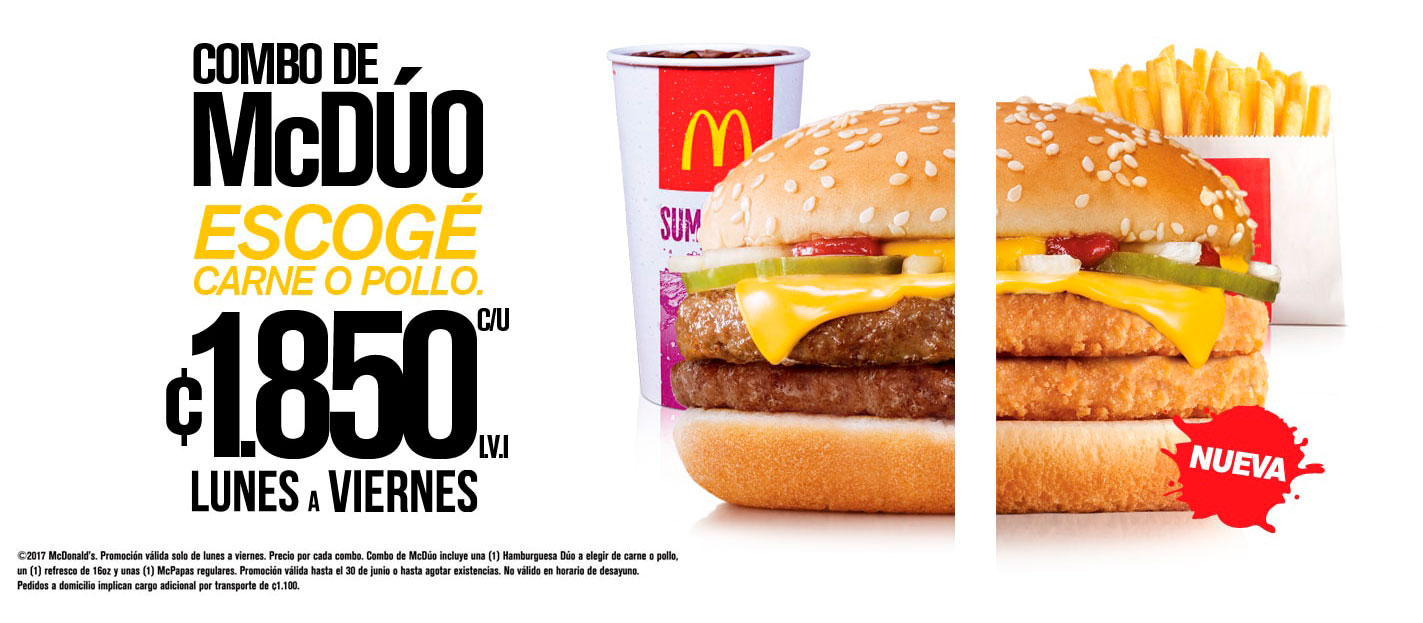 COMBO DE
McDÚO
ESCOGÉ
CARNE O POLLO.
¢1.850 C/U I.V.I
LUNES A VIERNES
SUM
NUEVA
©2017 McDonald's. Promoción válida solo de lunes a viernes. Precio por cada combo. Combo de McDúo incluye una (1) Hamburguesa Dúo a elegir de carne o pollo,
un (1) refresco de 16oz y unas (1) McPapas regulares. Promoción válida hasta el 30 de junio o hasta agotar existencias. No válido en horario de desayuno.
Pedidos a domicilio implican cargo adicional por transporte de ¢1.100.